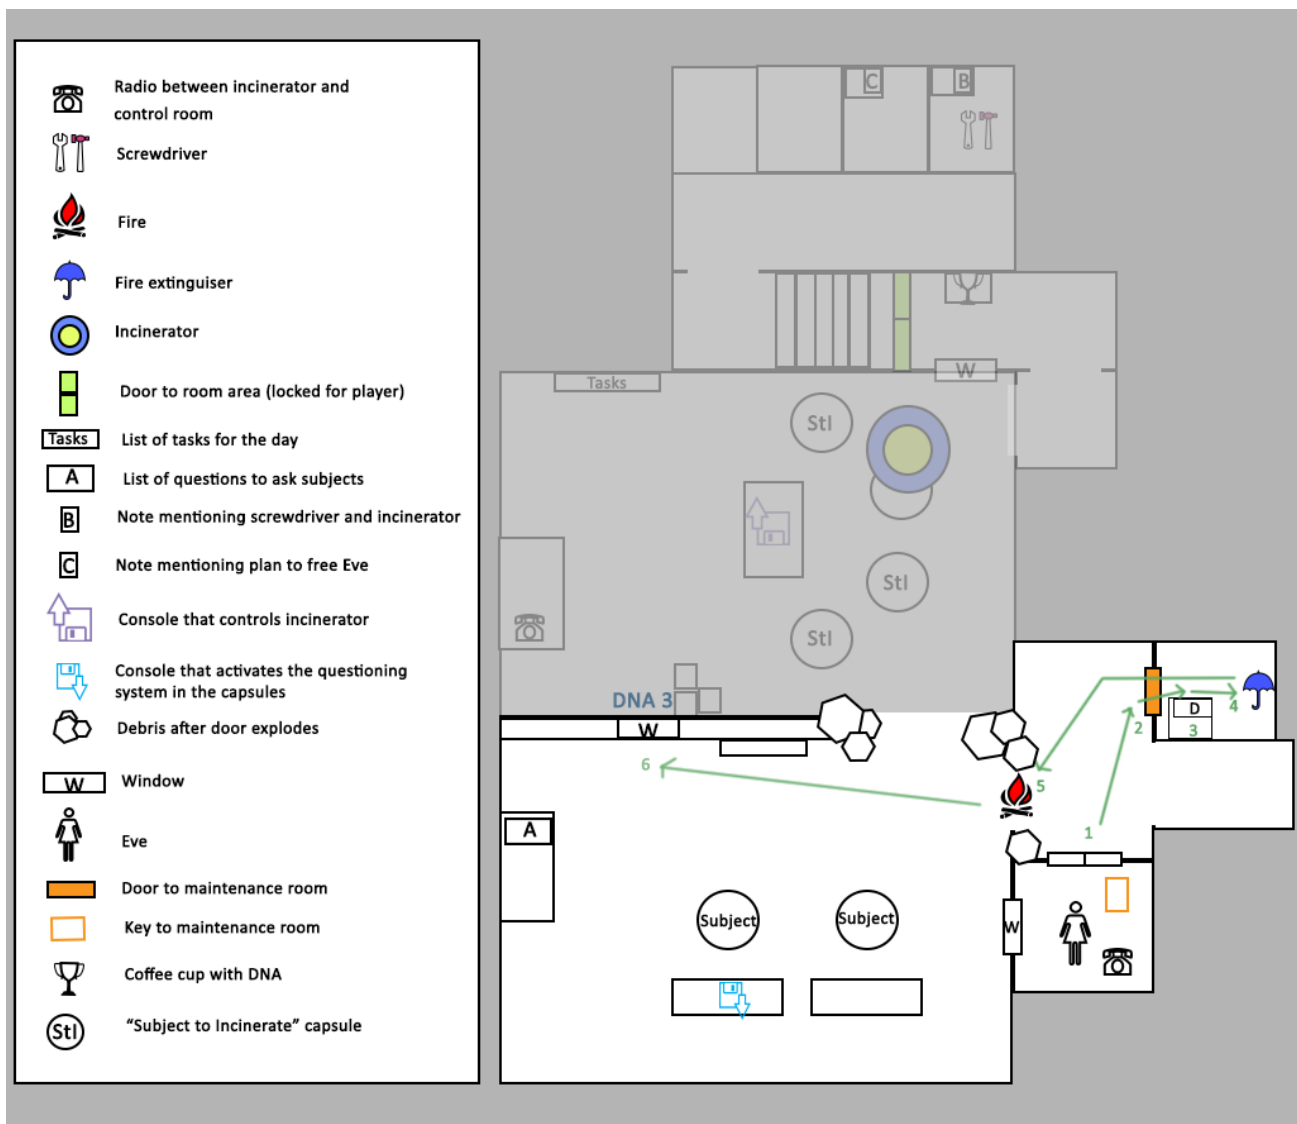 Radio between incinerator and
control room
Screwdriver
Fire
Fire extinguiser
Incinerator
Door to room area (locked for player)
Tasks
List of tasks for the day
A
List of questions to ask subjects
B
Note mentioning screwdriver and incinerator
C
Note mentioning plan to free Eve
Console that controls incinerator
Console that activates the questioning
system in the capsules
Debris after door explodes
W
Window
Eve
Door to maintenance room
Key to maintenance room
Coffee cup with DNA
StI
"Subject to Incinerate" capsule
C
B
W
Tasks
StI
StI
StI
DNA 3
W
D
2
3
4
5
6
1
A
Subject
Subject
W